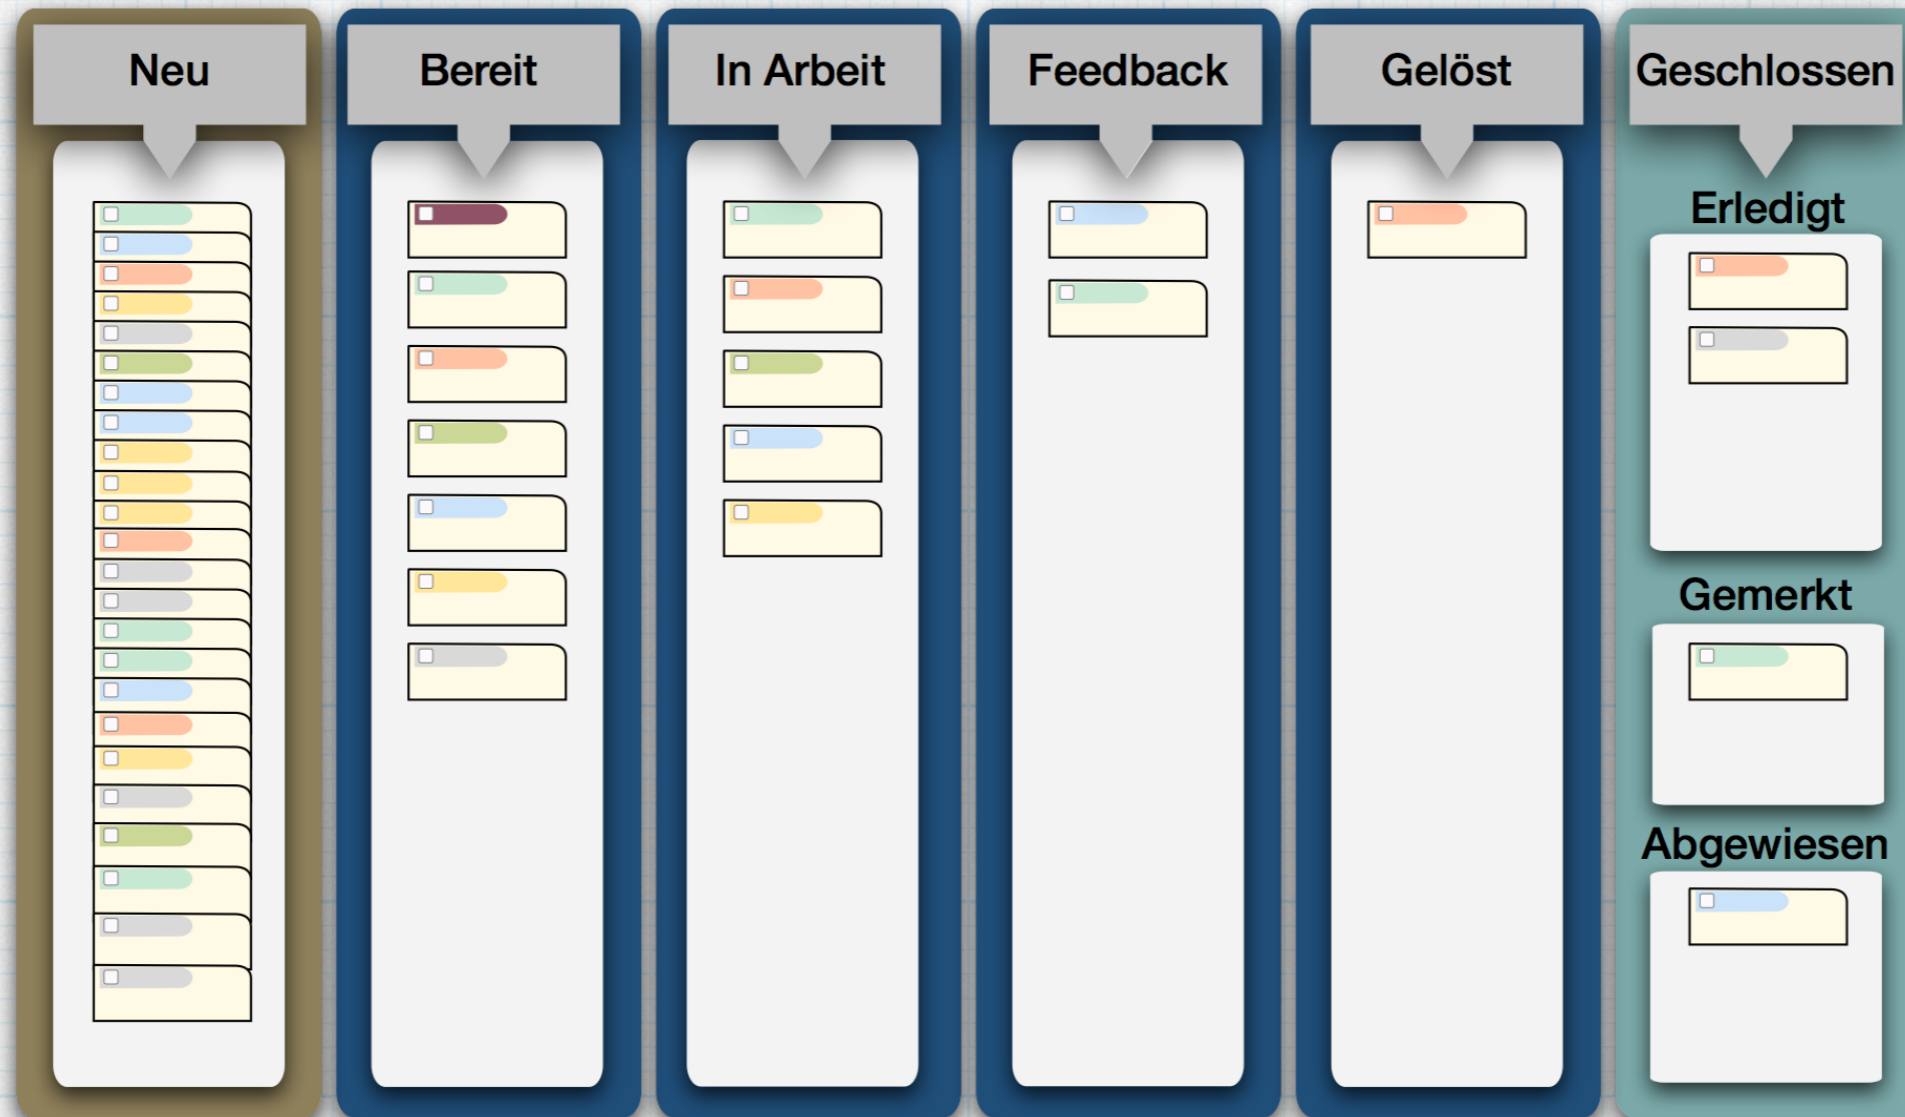 Neu
Bereit
In Arbeit
Feedback
Gelöst
Geschlossen
Erledigt
Gemerkt
Abgewiesen